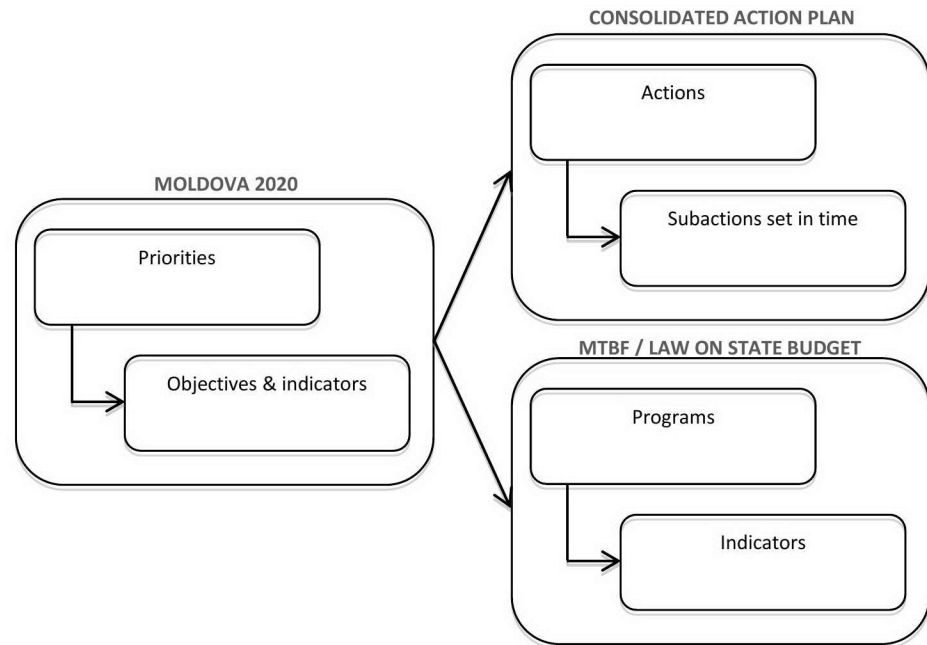 MOLDOVA 2020
Priorities
Objectives & indicators
CONSOLIDATED ACTION PLAN
Actions
Subactions set in time
MTBF / LAW ON STATE BUDGET
Programs
Indicators